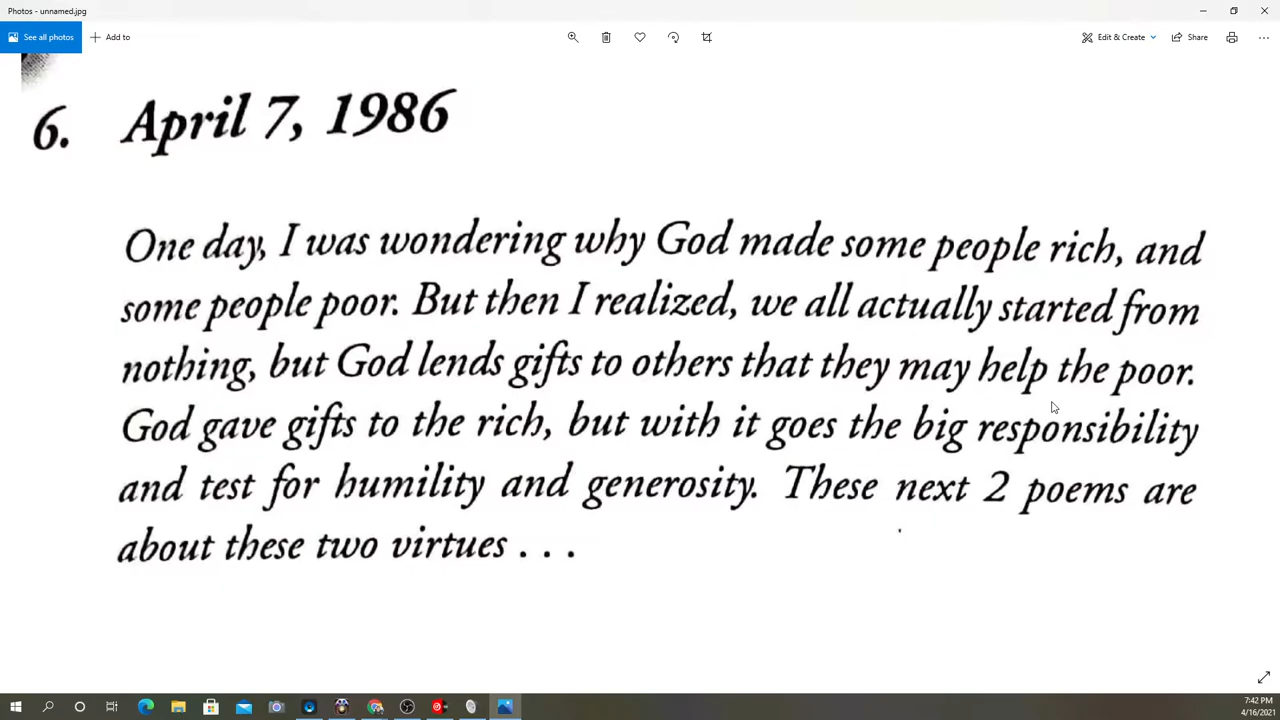 Photos - unnamed.jpg
See all photos
Add to
Edit & Create
Share
6. April 7, 1986
One day, I was wondering why God made some people rich, and
some people poor. But then I realized, we all actually started from
nothing, but God lends gifts to others that they may help the poor.
God gave gifts to the rich, but with it goes the big responsibility
and test for humility and generosity. These next 2 poems are
about these two virtues . . .
7:42 PM
4/16/2021